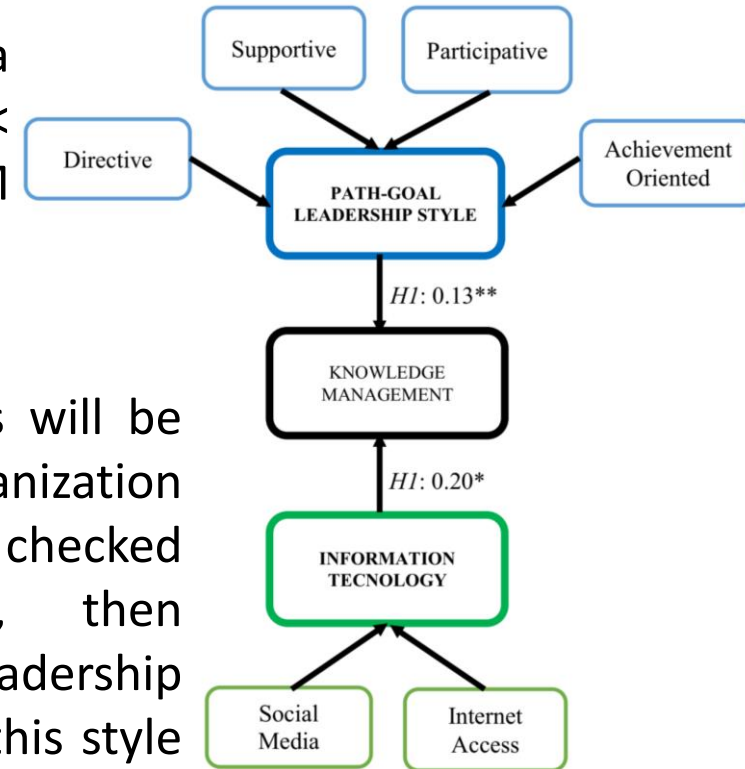 Supportive
Participative
Directive
Achievement
Oriented
PATH-GOAL
LEADERSHIP STYLE
H1: 0.13**
KNOWLEDGE
MANAGEMENT
H1: 0.20*
INFORMATION
TECNOLOGY
Social
Media
Internet
Access
a
<
s will be
anization
checked
, then
eadership
this style